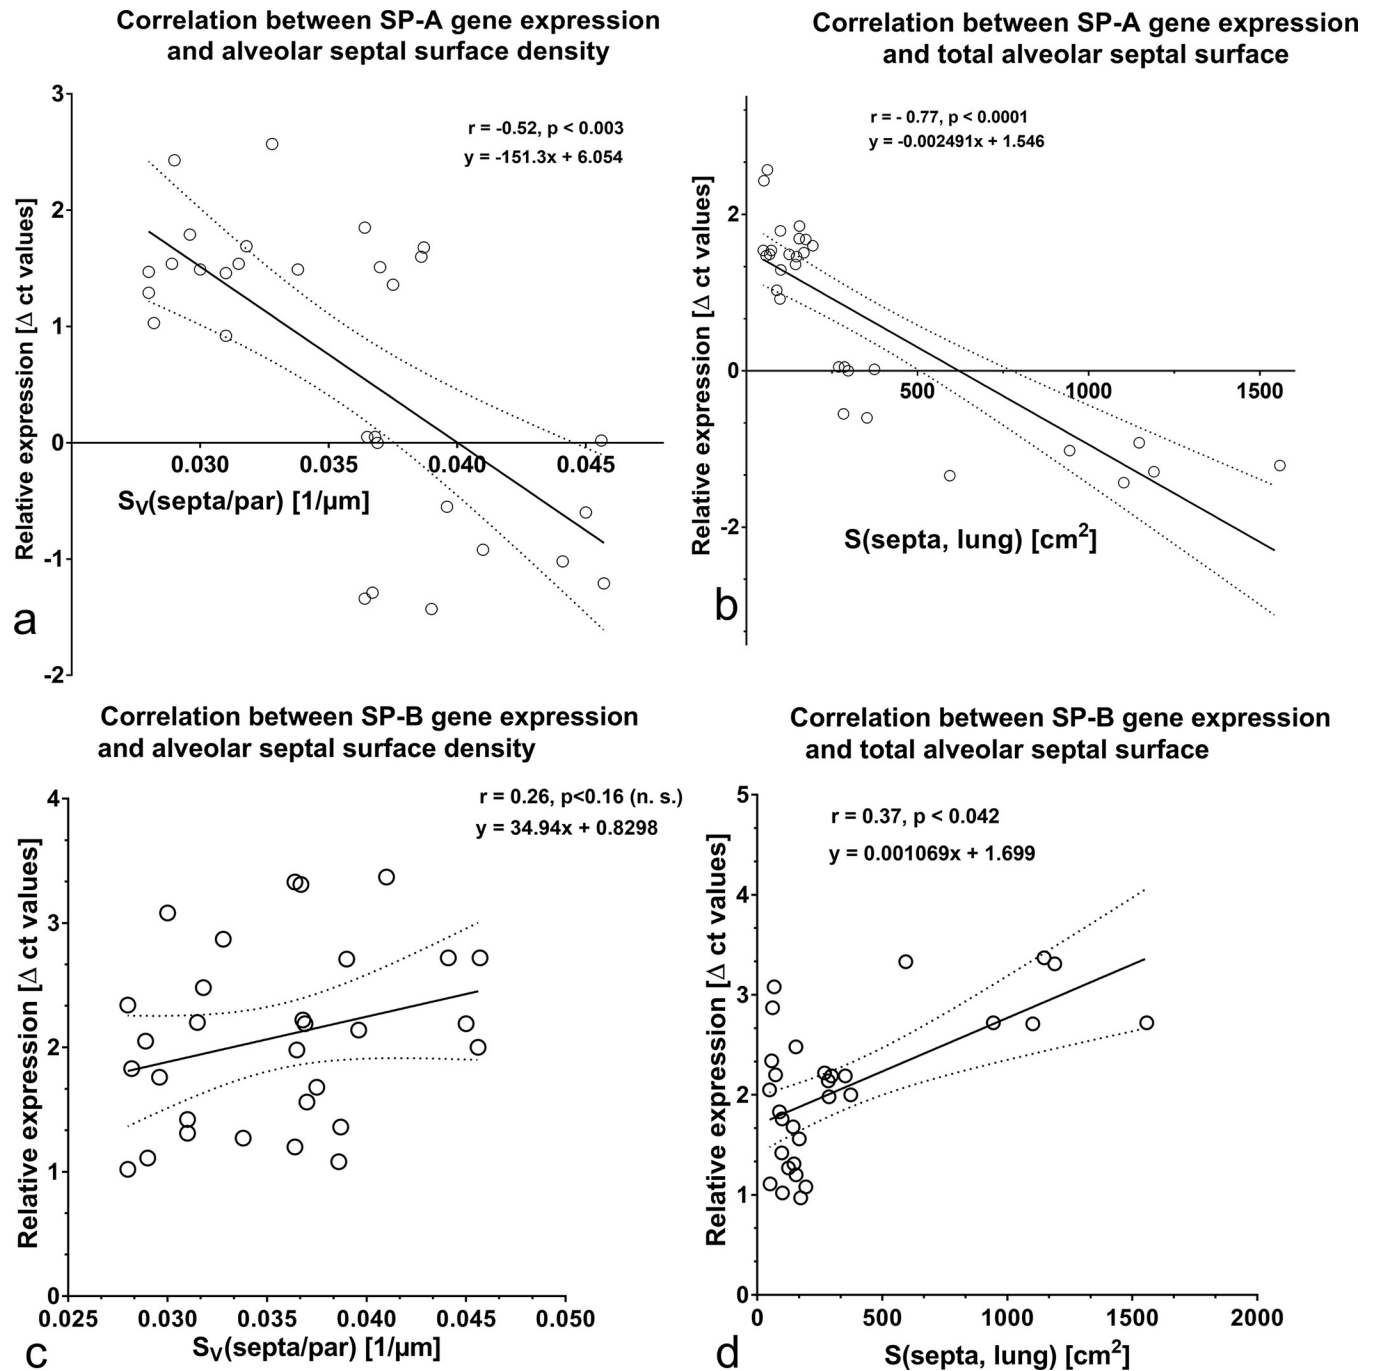 Correlation between SP-A gene expression
and alveolar septal surface density
r = -0.52, p < 0.003
y = -151.3x + 6.054
Relative expression [Δ ct values]
3
2
1
0
-1
-2
0.030
0.035
0.040
0.045
SV(septa/par) [1/µm]
a
Correlation between SP-A gene expression
and total alveolar septal surface
r = - 0.77, p < 0.0001
y = -0.002491x + 1.546
Relative expression [Δ ct values]
2
0
-2
500
1000
1500
S(septa, lung) [cm2]
b
Correlation between SP-B gene expression
and alveolar septal surface density
r = 0.26, p<0.16 (n. s.)
y = 34.94x + 0.8298
Relative expression [Δ ct values]
4
3
2
1
0
0.025
0.030
0.035
0.040
0.045
0.050
SV(septa/par) [1/µm]
c
Correlation between SP-B gene expression
and total alveolar septal surface
r = 0.37, p < 0.042
y = 0.001069x + 1.699
Relative expression [Δ ct values]
5
4
3
2
1
0
0
500
1000
1500
2000
S(septa, lung) [cm2]
d